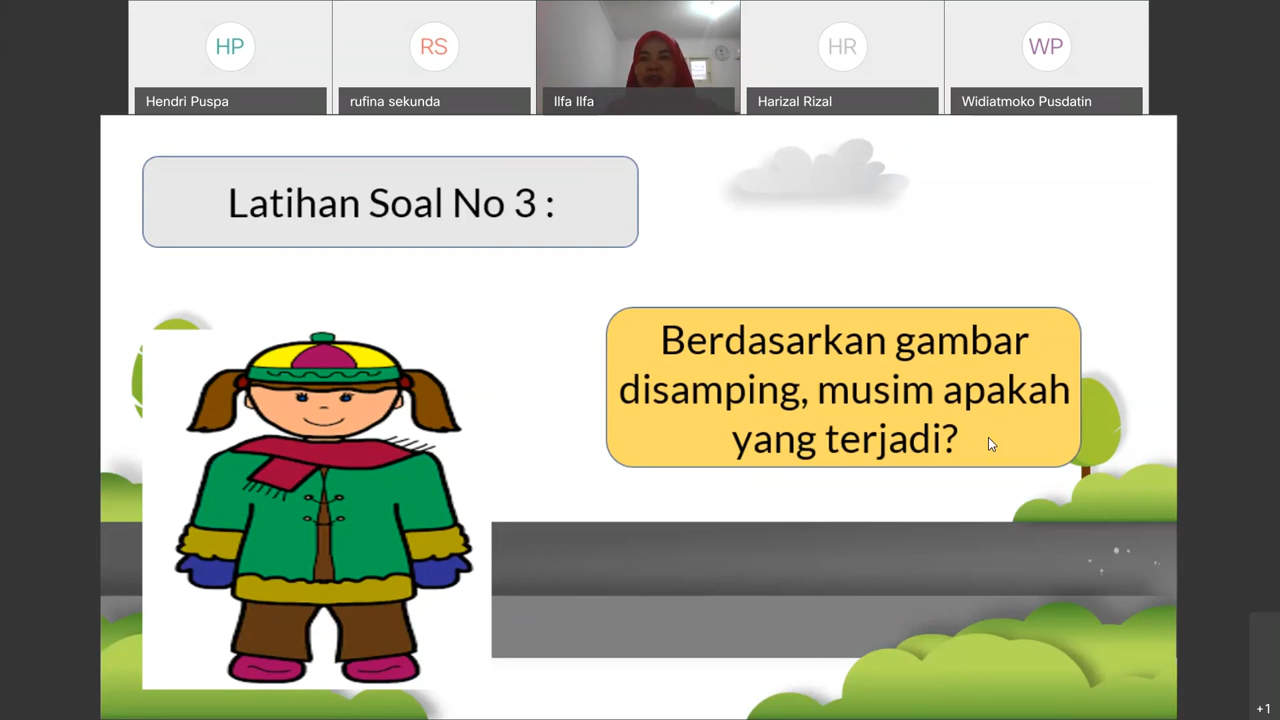 HP
RS
HR
WP
Hendri Puspa
rufina sekunda
Ilfa Ilfa
Harizal Rizal
Widiatmoko Pusdatin
Latihan Soal No 3 :
Berdasarkan gambar
disamping, musim apakah
yang terjadi?
+1